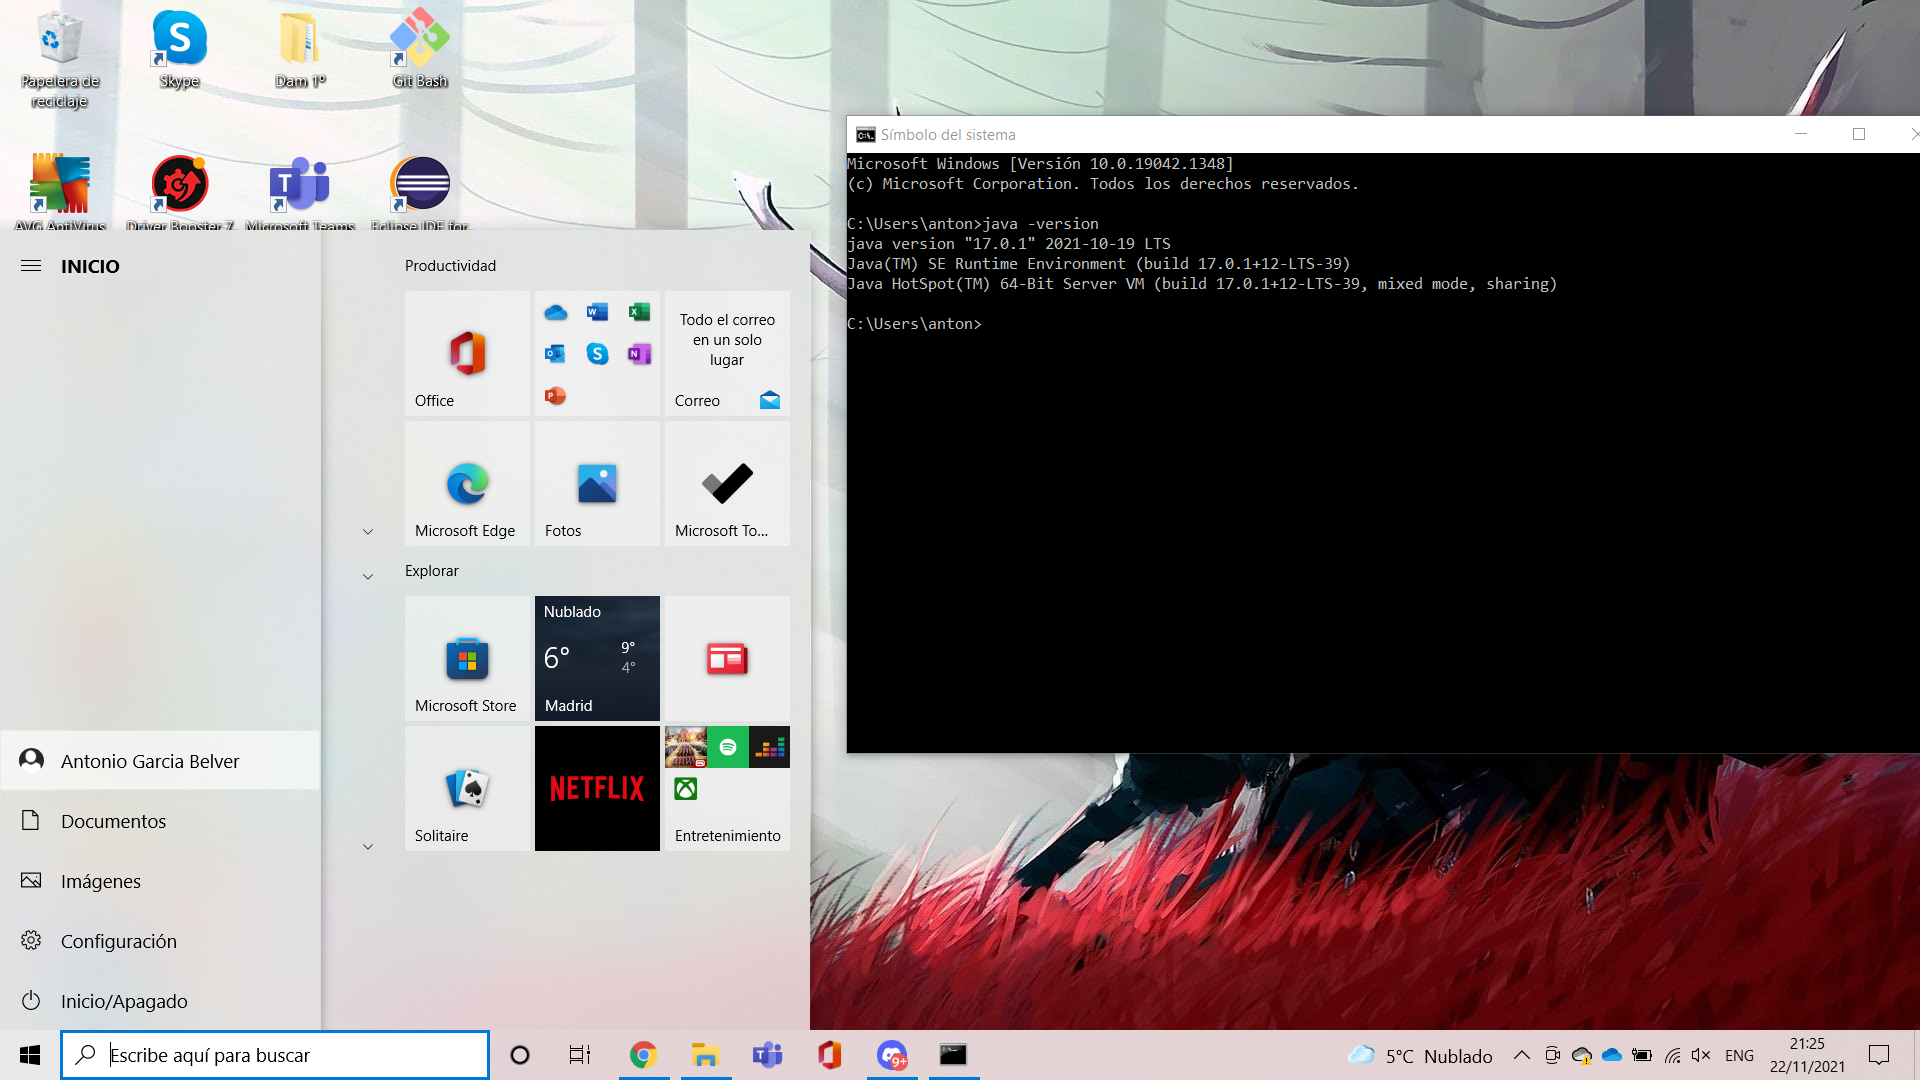 Papelera de
reciclaje
Skype
Dam 1º
Git Bash
AVG AntiVirus
Driver Booster 7
Microsoft Teams
Eclipse IDE for
INICIO
Antonio Garcia Belver
Documentos
Imágenes
Configuración
Inicio/Apagado
Productividad
Office
Todo el correo
en un solo
lugar
Correo
Microsoft Edge
Fotos
Microsoft To...
Explorar
Microsoft Store
Nublado
6°
9°
4°
Madrid
Solitaire
NETFLIX
Entretenimiento
Símbolo del sistema
Microsoft Windows [Versión 10.0.19042.1348]
(c) Microsoft Corporation. Todos los derechos reservados.
C:\Users\anton>java -version
java version "17.0.1" 2021-10-19 LTS
Java(TM) SE Runtime Environment (build 17.0.1+12-LTS-39)
Java HotSpot(TM) 64-Bit Server VM (build 17.0.1+12-LTS-39, mixed mode, sharing)
C:\Users\anton>
Escribe aquí para buscar
9+
5°C Nublado
ENG
21:25
22/11/2021